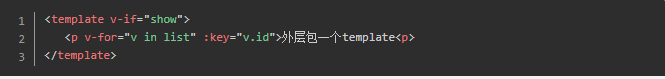 1 <template v-if="show">
2 <p v-for="v in list" :key="v.id">外层包一个template<p>
3 </template>